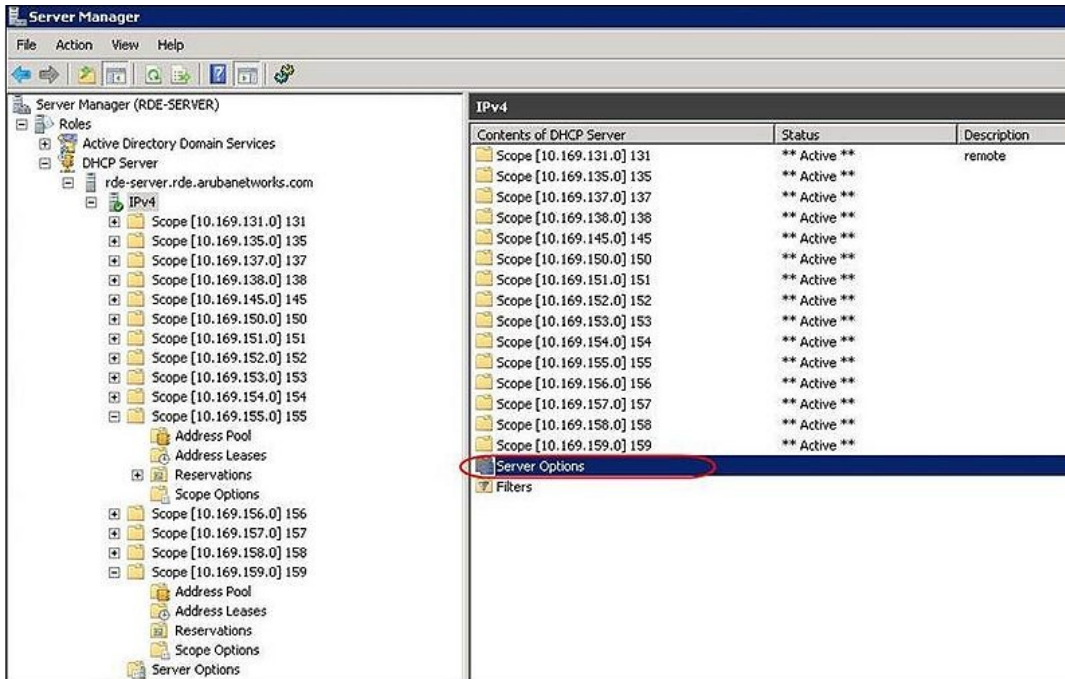 Server Manager
File Action View Help
Server Manager (RDE-SERVER)
Roles
Active Directory Domain Services
DHCP Server
rde-server.rde.arubanetworks.com
IPv4
Scope [10.169.131.0] 131
Scope [10.169.135.0] 135
Scope [10.169.137.0] 137
Scope [10.169.138.0] 138
Scope [10.169.145.0] 145
Scope [10.169.150.0] 150
Scope [10.169.151.0] 151
Scope [10.169.152.0] 152
Scope [10.169.153.0] 153
Scope [10.169.154.0] 154
Scope [10.169.155.0] 155
Address Pool
Address Leases
Reservations
Scope Options
Scope [10.169.156.0] 156
Scope [10.169.157.0] 157
Scope [10.169.158.0] 158
Scope [10.169.159.0] 159
Address Pool
Address Leases
Reservations
Scope Options
Server Options
IPv4
Contents of DHCP Server Status Description
Scope [10.169.131.0] 131 ** Active ** remote
Scope [10.169.135.0] 135 ** Active **
Scope [10.169.137.0] 137 ** Active **
Scope [10.169.138.0] 138 ** Active **
Scope [10.169.145.0] 145 ** Active **
Scope [10.169.150.0] 150 ** Active **
Scope [10.169.151.0] 151 ** Active **
Scope [10.169.152.0] 152 ** Active **
Scope [10.169.153.0] 153 ** Active **
Scope [10.169.154.0] 154 ** Active **
Scope [10.169.155.0] 155 ** Active **
Scope [10.169.156.0] 156 ** Active **
Scope [10.169.157.0] 157 ** Active **
Scope [10.169.158.0] 158 ** Active **
Scope [10.169.159.0] 159 ** Active **
Server Options
Filters